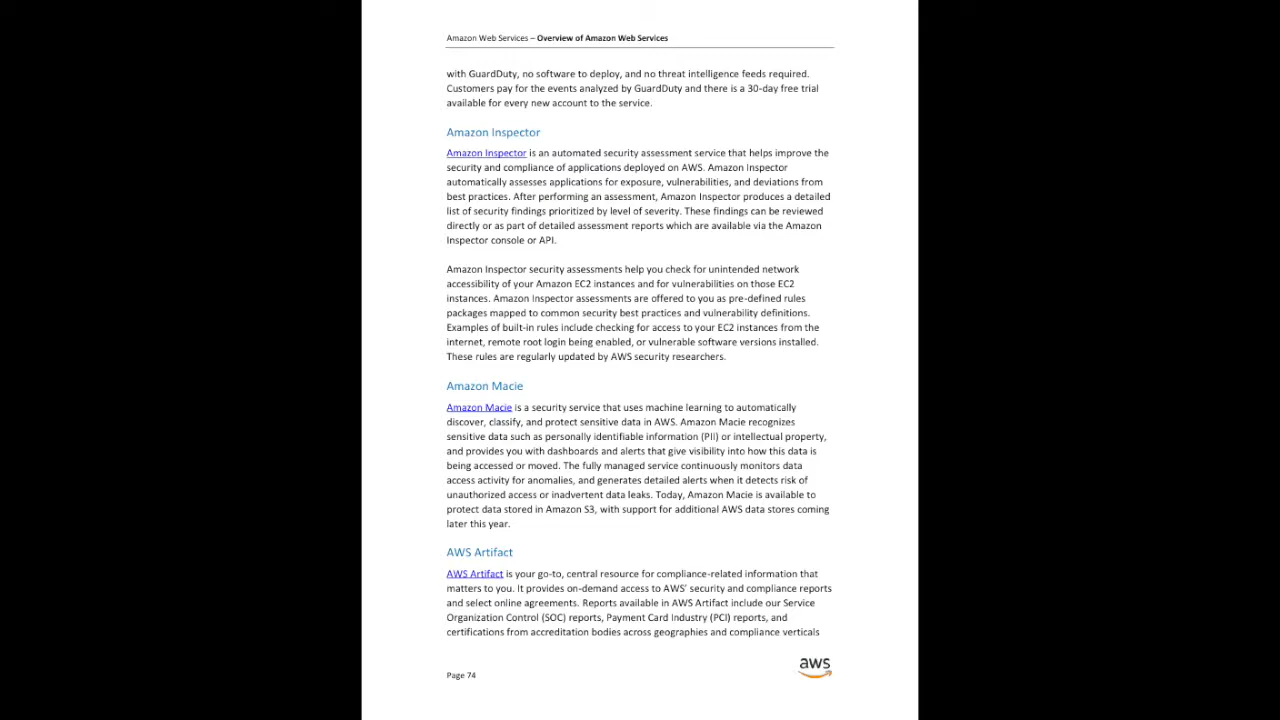 Amazon Web Services – Overview of Amazon Web Services
with GuardDuty, no software to deploy, and no threat intelligence feeds required.
Customers pay for the events analyzed by GuardDuty and there is a 30-day free trial
available for every new account to the service.
Amazon Inspector
Amazon Inspector is an automated security assessment service that helps improve the
security and compliance of applications deployed on AWS. Amazon Inspector
automatically assesses applications for exposure, vulnerabilities, and deviations from
best practices. After performing an assessment, Amazon Inspector produces a detailed
list of security findings prioritized by level of severity. These findings can be reviewed
directly or as part of detailed assessment reports which are available via the Amazon
Inspector console or API.
Amazon Inspector security assessments help you check for unintended network
accessibility of your Amazon EC2 instances and for vulnerabilities on those EC2
instances. Amazon Inspector assessments are offered to you as pre-defined rules
packages mapped to common security best practices and vulnerability definitions.
Examples of built-in rules include checking for access to your EC2 instances from the
internet, remote root login being enabled, or vulnerable software versions installed.
These rules are regularly updated by AWS security researchers.
Amazon Macie
Amazon Macie is a security service that uses machine learning to automatically
discover, classify, and protect sensitive data in AWS. Amazon Macie recognizes
sensitive data such as personally identifiable information (PII) or intellectual property,
and provides you with dashboards and alerts that give visibility into how this data is
being accessed or moved. The fully managed service continuously monitors data
access activity for anomalies, and generates detailed alerts when it detects risk of
unauthorized access or inadvertent data leaks. Today, Amazon Macie is available to
protect data stored in Amazon S3, with support for additional AWS data stores coming
later this year.
AWS Artifact
AWS Artifact is your go-to, central resource for compliance-related information that
matters to you. It provides on-demand access to AWS’ security and compliance reports
and select online agreements. Reports available in AWS Artifact include our Service
Organization Control (SOC) reports, Payment Card Industry (PCI) reports, and
certifications from accreditation bodies across geographies and compliance verticals
aws
Page 74